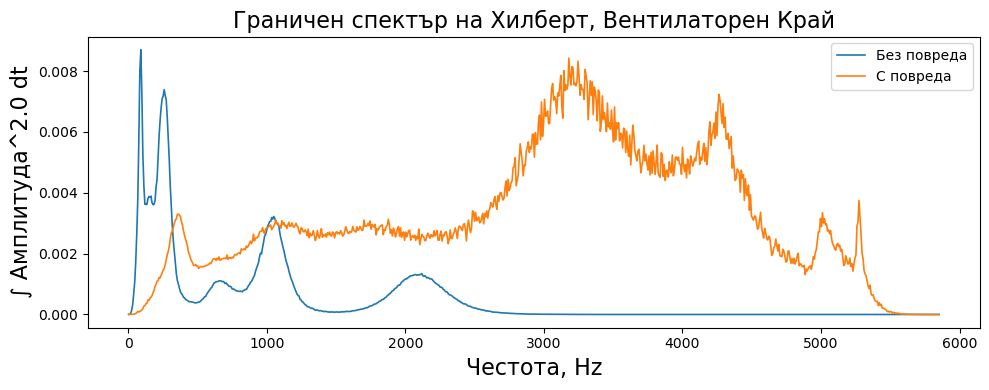 Граничен спектър на Хилберт, Вентилаторен Край
∫ Амплитуда^2.0 dt
0.008
0.006
0.004
0.002
0.000
Без повреда
С повреда
0 1000 2000 3000 4000 5000 6000
Честота, Hz